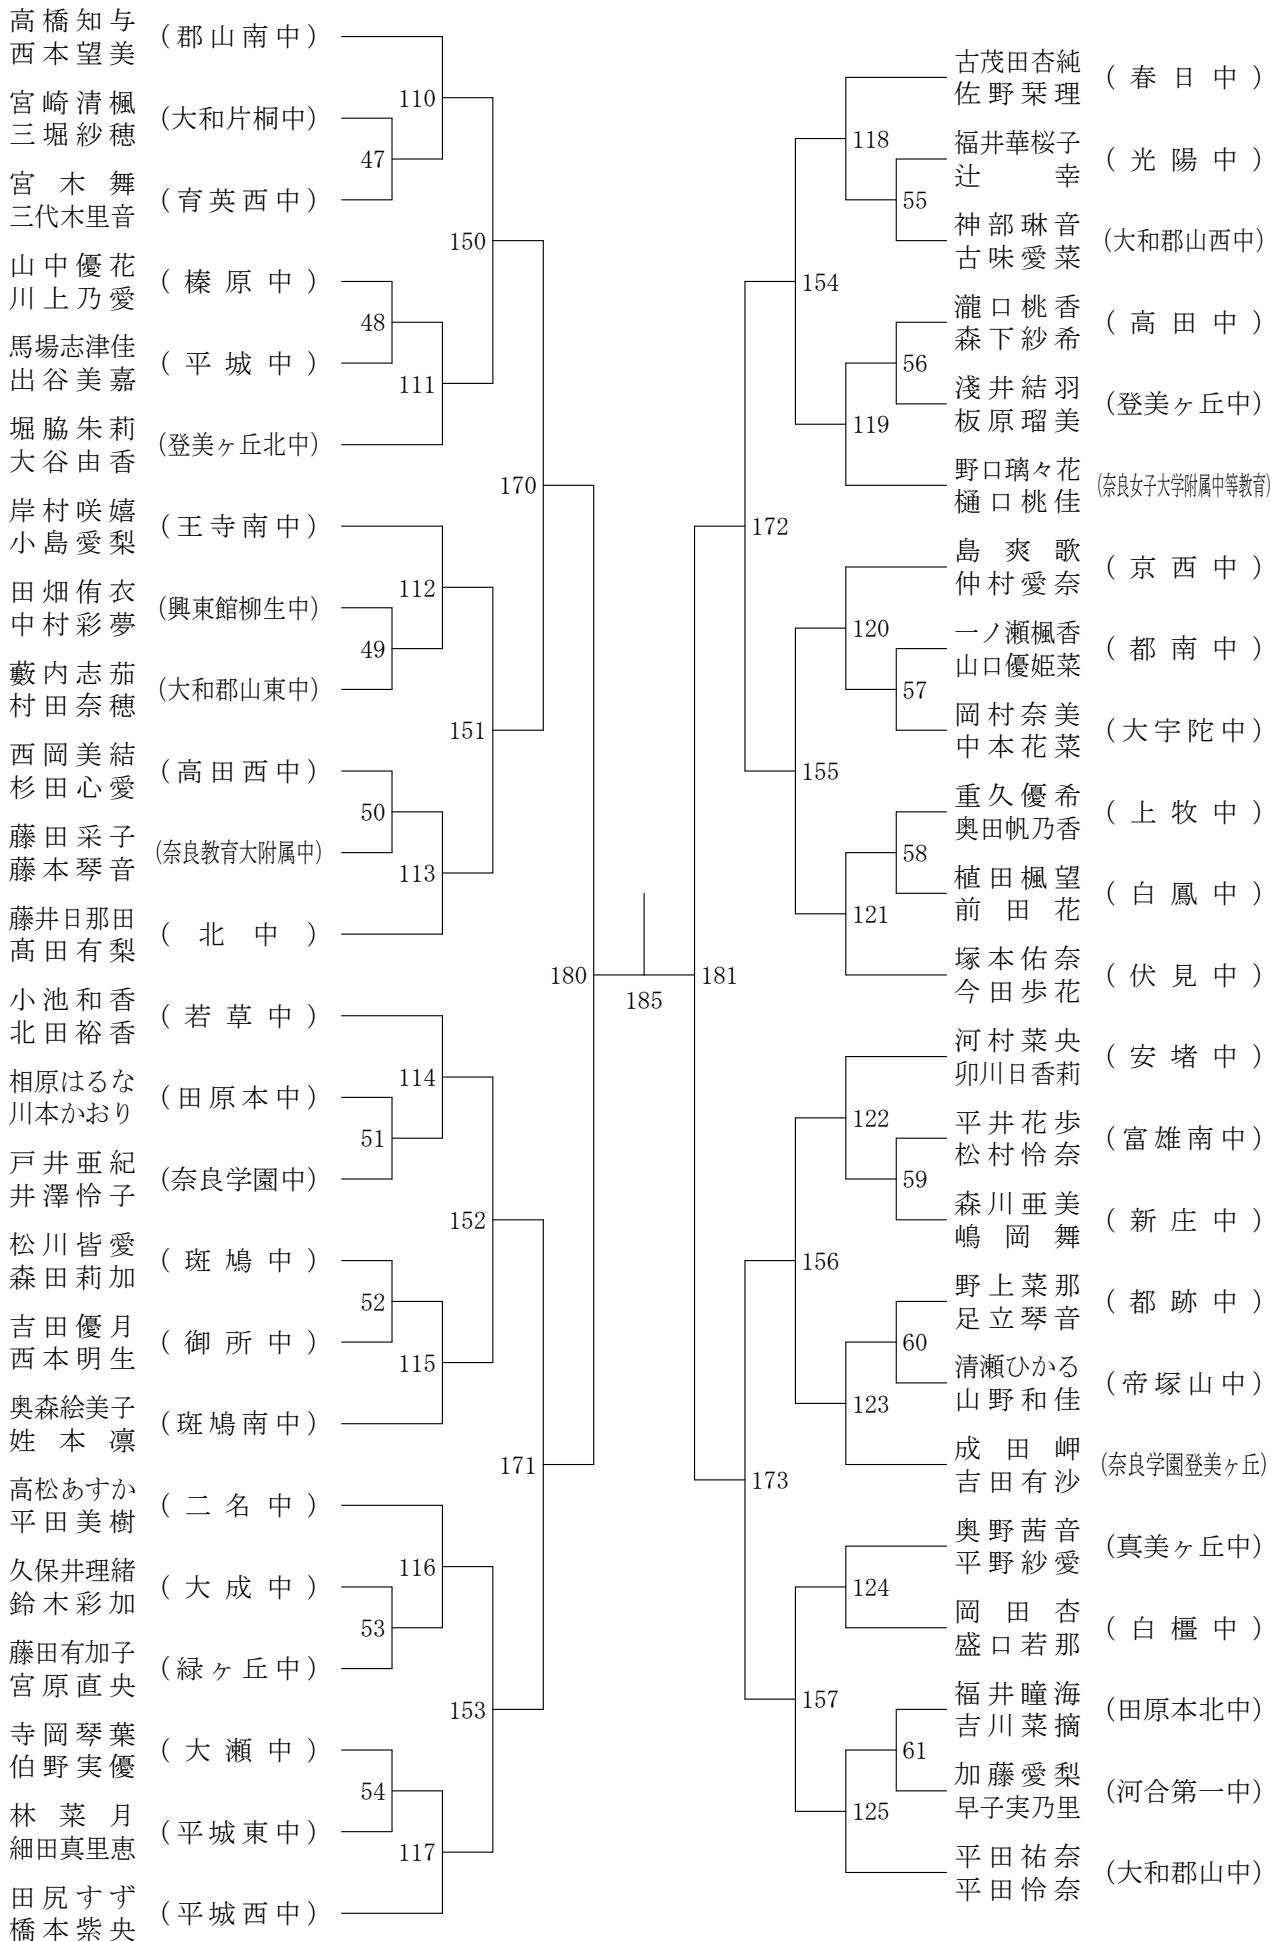 高橋知与
西本望美
(郡山南中)
宮崎清楓
三堀紗穂
(大和片桐中)
宮木舞
三代木里音
(育英西中)
山中優花
川上乃愛
(榛原中)
馬場志津佳
出谷美嘉
(平城中)
堀脇朱莉
大谷由香
(登美ヶ丘北中)
岸村咲嬉
小島愛梨
(王寺南中)
田畑侑衣
中村彩夢
(興東館柳生中)
藪内志茄
村田奈穂
(大和郡山東中)
西岡美結
杉田心愛
(高田西中)
藤田采子
藤本琴音
(奈良教育大附属中)
藤井日那田
髙田有梨
(北中)
小池和香
北田裕香
(若草中)
相原はるな
川本かおり
(田原本中)
戸井亜紀
井澤怜子
(奈良学園中)
松川皆愛
森田莉加
(斑鳩中)
吉田優月
西本明生
(御所中)
奥森絵美子
姓本凛
(斑鳩南中)
高松あすか
平田美樹
(二名中)
久保井理緒
鈴木彩加
(大成中)
藤田有加子
宮原直央
(緑ヶ丘中)
寺岡琴葉
伯野実優
(大瀬中)
林菜月
細田真里恵
(平城東中)
田尻すず
橋本紫央
(平城西中)
47
48
49
50
51
52
53
54
110
111
112
113
114
115
116
117
150
151
152
153
170
171
180
185
181
172
173
154
155
156
157
118
119
120
121
122
123
124
125
55
56
57
58
59
60
61
古茂田杏純
佐野栞理
(春日中)
福井華桜子
辻幸
(光陽中)
神部琳音
古味愛菜
(大和郡山西中)
瀧口桃香
森下紗希
(高田中)
淺井結羽
板原瑠美
(登美ヶ丘中)
野口璃々花
樋口桃佳
(奈良女子大学附属中等教育)
島爽歌
仲村愛奈
(京西中)
一ノ瀬楓香
山口優姫菜
(都南中)
岡村奈美
中本花菜
(大宇陀中)
重久優希
奥田帆乃香
(上牧中)
植田楓望
前田花
(白鳳中)
塚本佑奈
今田歩花
(伏見中)
河村菜央
卯川日香莉
(安堵中)
平井花歩
松村怜奈
(富雄南中)
森川亜美
嶋岡舞
(新庄中)
野上菜那
足立琴音
(都跡中)
清瀬ひかる
山野和佳
(帝塚山中)
成田岬
吉田有沙
(奈良学園登美ヶ丘)
奥野茜音
平野紗愛
(真美ヶ丘中)
岡田杏
盛口若那
(白橿中)
福井瞳海
吉川菜摘
(田原本北中)
加藤愛梨
早子実乃里
(河合第一中)
平田祐奈
平田怜奈
(大和郡山中)